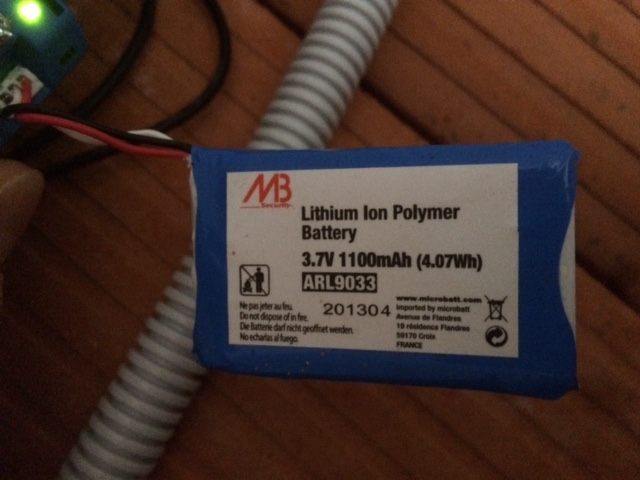 MB
Security
Lithium Ion Polymer
Battery
3.7V 1100mAh (4.07Wh)
ARL9033
201304
Ne pas jeter au feu.
Do not dispose of in fire.
Die Batterie darf nicht geoffnet werden.
No echarlas al fuego.
www.microbatt.com
Imported by microbatt
Avenue de Flandres
19 résidence Flandres
59170 Croix
FRANCE